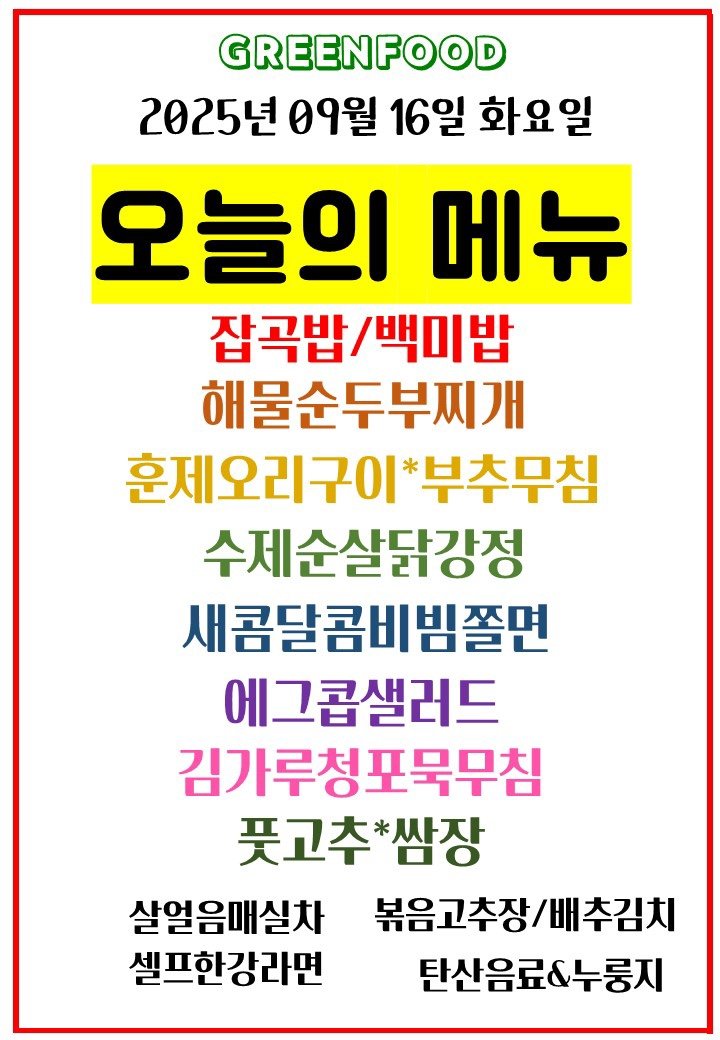 GREENFOOD
2025년 09월 16일 화요일
오늘의 메뉴
잡곡밥/백미밥
해물순두부찌개
훈제오리구이*부추무침
수제순살닭강정
새콤달콤비빔쫄면
에그콥샐러드
김가루청포묵무침
풋고추*쌈장
살얼음매실차 볶음고추장/배추김치
셀프한강라면 탄산음료&누룽지